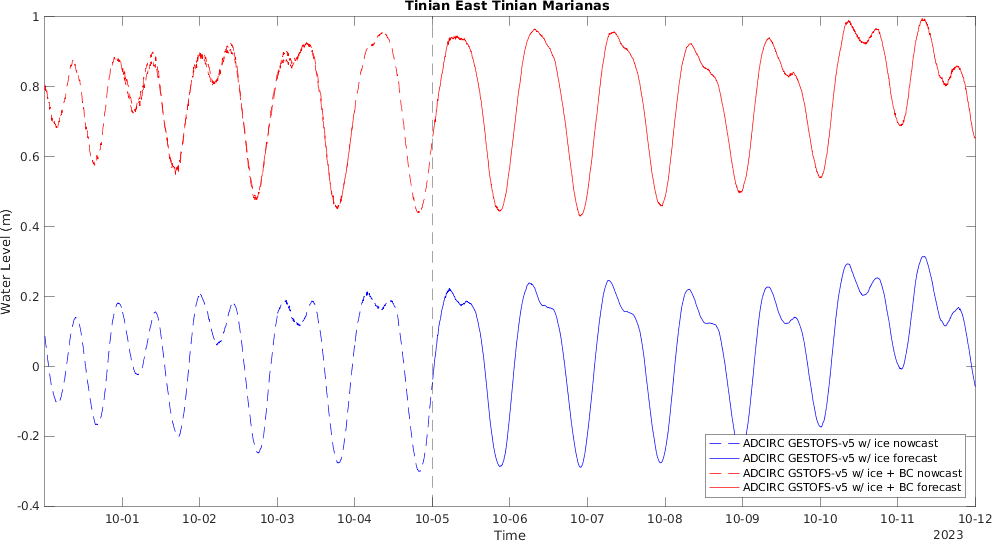 Tinian East Tinian Marianas
Water Level (m)
1
0.8
0.6
0.4
0.2
0
-0.2
-0.4
ADCIRC GESTOFS-v5 w/ ice nowcast
ADCIRC GESTOFS-v5 w/ ice forecast
ADCIRC GSTOFS-v5 w/ ice + BC nowcast
ADCIRC GSTOFS-v5 w/ ice + BC forecast
10-01 10-02 10-03 10-04 10-05 10-06 10-07 10-08 10-09 10-10 10-11 10-12
Time
2023